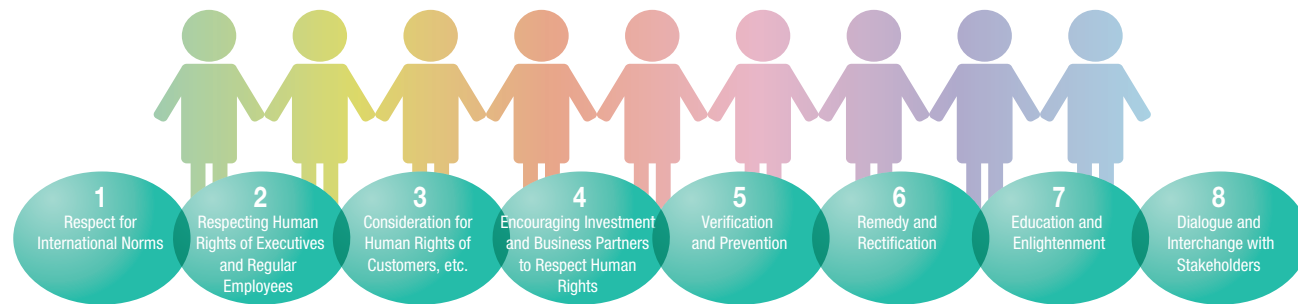 1
Respect for
International Norms
2
Respecting Human
Rights of Executives
and Regular
Employees
3
Consideration for
Human Rights of
Customers, etc.
4
Encouraging Investment
and Business Partners
to Respect Human
Rights
5
Verification
and Prevention
6
Remedy and
Rectification
7
Education and
Enlightenment
8
Dialogue and
Interchange with
Stakeholders